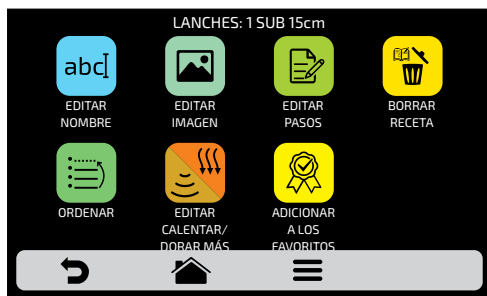 LANCHES: 1 SUB 15cm
abc
EDITAR
NOMBRE
EDITAR
IMAGEN
EDITAR
PASOS
BORRAR
RECETA
ORDENAR
EDITAR
CALENTAR/
DORAR MÁS
ADICIONAR
A LOS
FAVORITOS